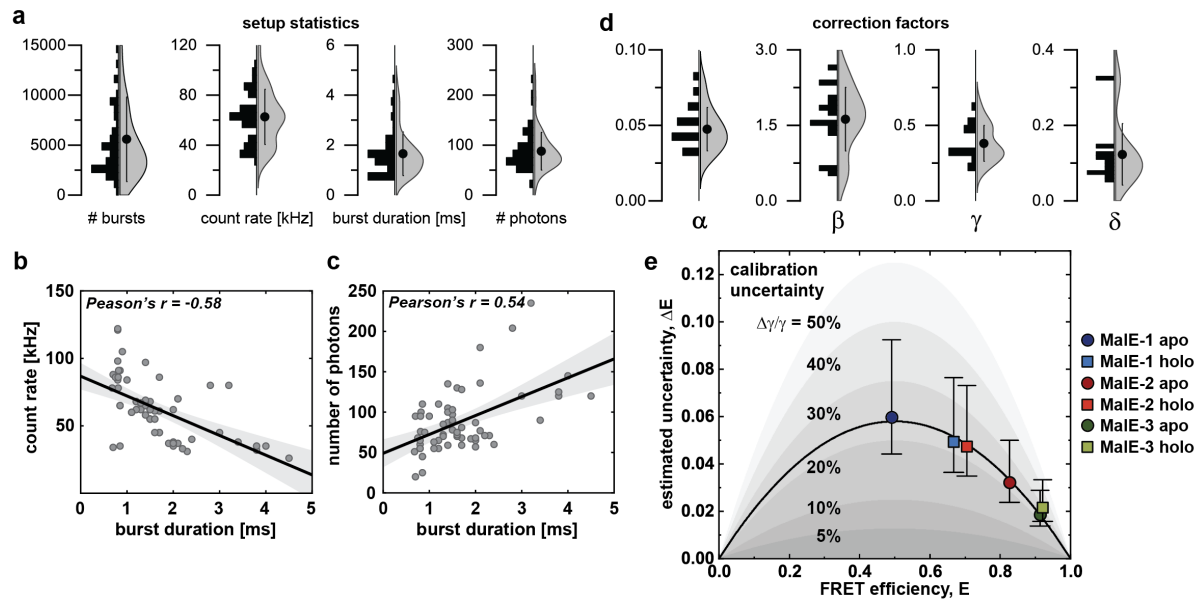 a
setup statistics
15000
10000
5000
0
# bursts
120
80
40
0
count rate [kHz]
6
4
2
0
burst duration [ms]
300
200
100
0
# photons
d
correction factors
0.10
0.05
0.00
α
3.0
1.5
0.0
β
1.0
0.5
0.0
γ
0.4
0.2
0.0
δ
b
Peason's r = -0.58
150
100
50
count rate [kHz]
0 1 2 3 4 5
burst duration [ms]
c
Pearson's r = 0.54
250
200
150
100
50
0
number of photons
0 1 2 3 4 5
burst duration [ms]
e
calibration
uncertainty
Δγ/γ = 50%
40%
30%
20%
10%
5%
0.12
0.10
0.08
0.06
0.04
0.02
0.00
estimated uncertainty, ΔE
0.0 0.2 0.4 0.6 0.8 1.0
FRET efficiency, E
MalE-1 apo
MalE-1 holo
MalE-2 apo
MalE-2 holo
MalE-3 apo
MalE-3 holo